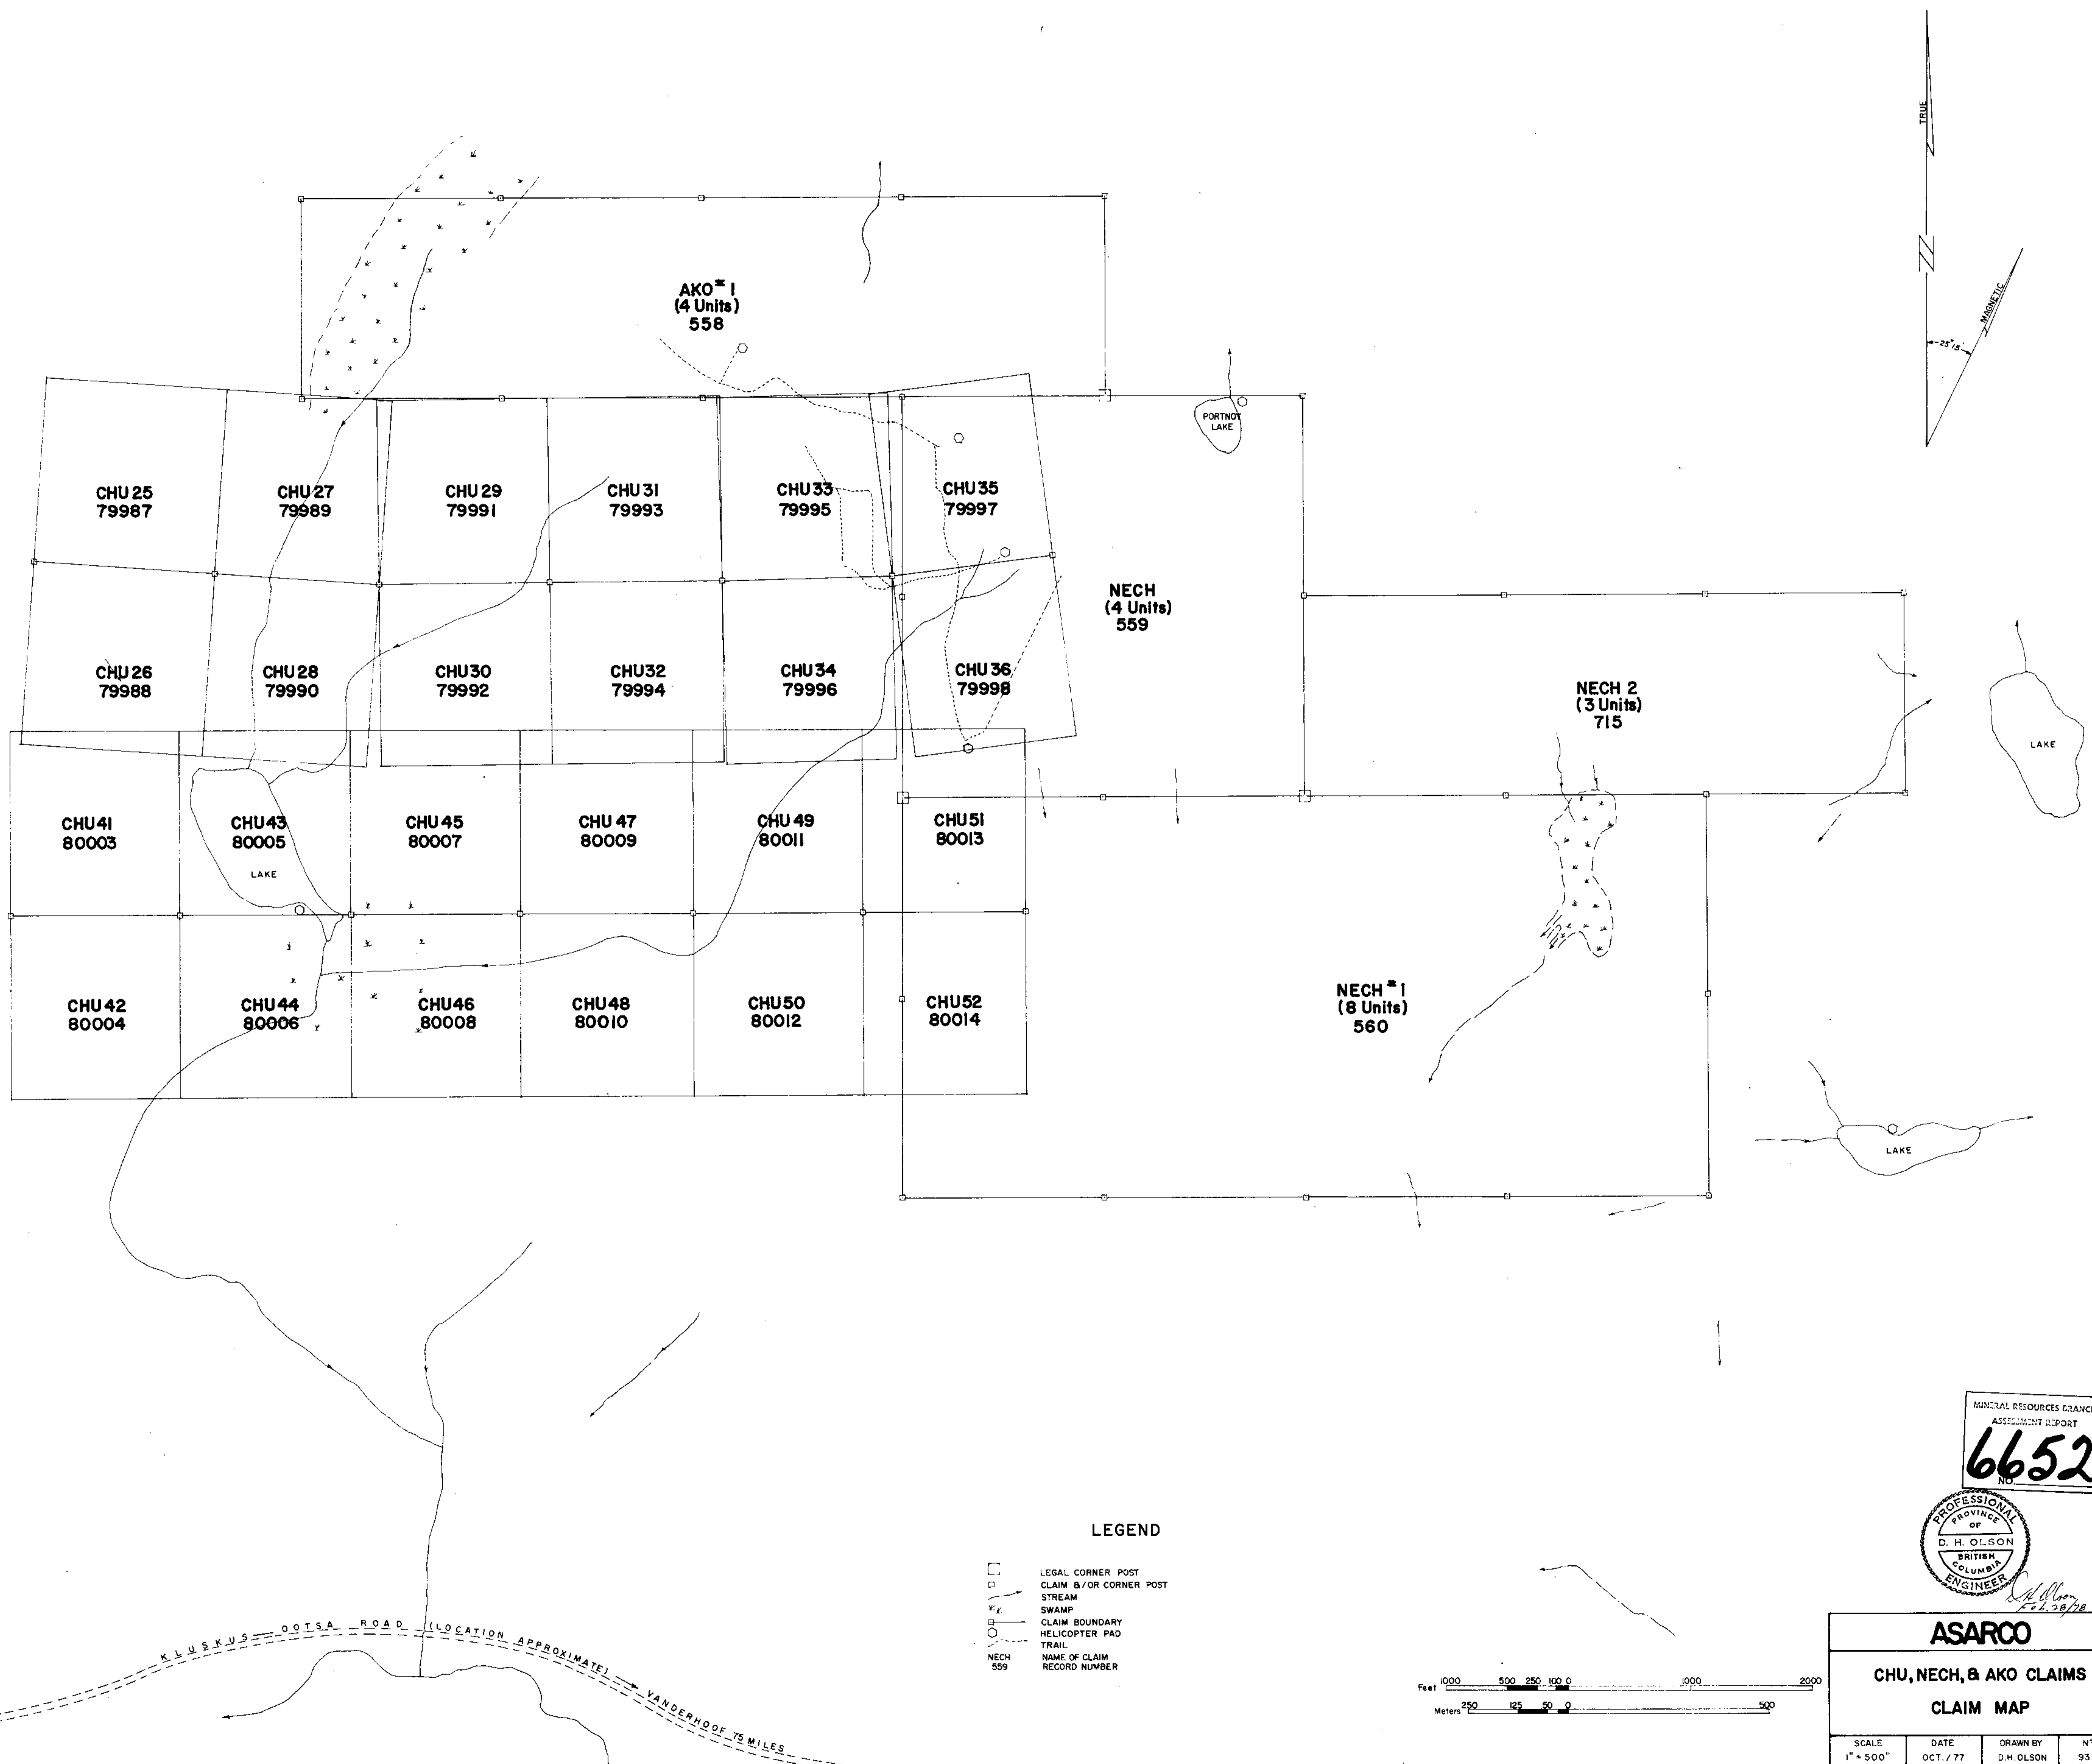 TRUE
MAGNETIC
25°15'
AKO#1
(4 Units)
558
PORTNOY
LAKE
CHU 25
79987
CHU 27
79989
CHU 29
79991
CHU 31
79993
CHU 33
79995
CHU 35
79997
NECH
(4 Units)
559
CHU 26
79988
CHU 28
79990
CHU 30
79992
CHU 32
79994
CHU 34
79996
CHU 36
79998
NECH 2
(3 Units)
715
LAKE
CHU 41
80003
CHU 43
80005
LAKE
CHU 45
80007
CHU 47
80009
CHU 49
80011
CHU 51
80013
CHU 42
80004
CHU 44
80006
CHU 46
80008
CHU 48
80010
CHU 50
80012
CHU 52
80014
NECH #1
(8 Units)
560
LAKE
MINERAL RESOURCES BRANCH
ASSESSMENT REPORT
6652
NO
PROFESSIONAL
PROVINCE
OF
D. H. OLSON
BRITISH
COLUMBIA
ENGINEER
D H Olson
Feb. 28/78
LEGEND
LEGAL CORNER POST
CLAIM &/OR CORNER POST
STREAM
SWAMP
CLAIM BOUNDARY
HELICOPTER PAD
TRAIL
NECH NAME OF CLAIM
559 RECORD NUMBER
KLUSKUS — OOTSA ROAD (LOCATION APPROXIMATE)
VANDERHOOF 75 MILES
Feet 1000 500 250 100 0 1000 2000
Meters 250 125 50 0 500
ASARCO
CHU, NECH, & AKO CLAIMS
CLAIM MAP
SCALE
1" = 500"
DATE
OCT. / 77
DRAWN BY
D.H. OLSON
93